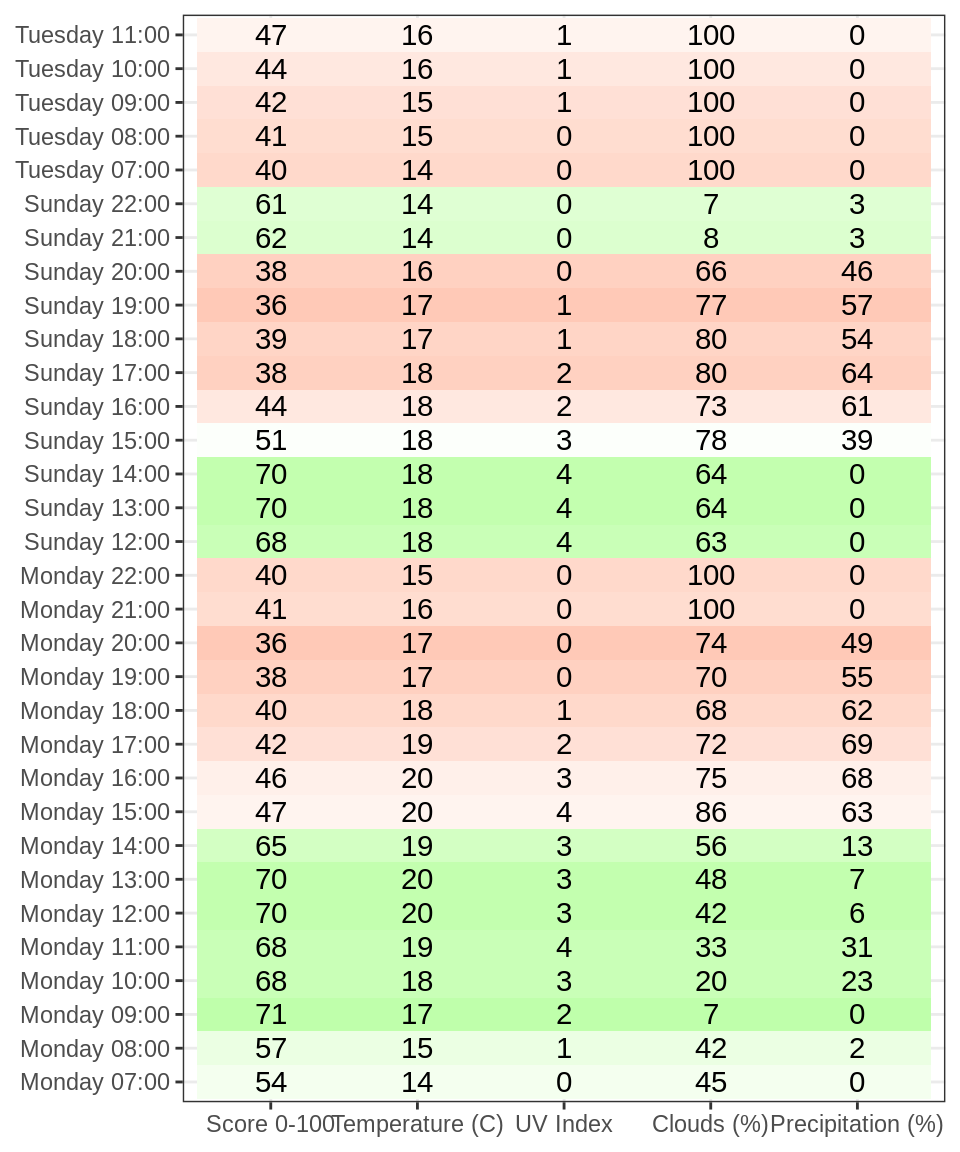 Tuesday 11:00 47 16 1 100 0
Tuesday 10:00 44 16 1 100 0
Tuesday 09:00 42 15 1 100 0
Tuesday 08:00 41 15 0 100 0
Tuesday 07:00 40 14 0 100 0
Sunday 22:00 61 14 0 7 3
Sunday 21:00 62 14 0 8 3
Sunday 20:00 38 16 0 66 46
Sunday 19:00 36 17 1 77 57
Sunday 18:00 39 17 1 80 54
Sunday 17:00 38 18 2 80 64
Sunday 16:00 44 18 2 73 61
Sunday 15:00 51 18 3 78 39
Sunday 14:00 70 18 4 64 0
Sunday 13:00 70 18 4 64 0
Sunday 12:00 68 18 4 63 0
Monday 22:00 40 15 0 100 0
Monday 21:00 41 16 0 100 0
Monday 20:00 36 17 0 74 49
Monday 19:00 38 17 0 70 55
Monday 18:00 40 18 1 68 62
Monday 17:00 42 19 2 72 69
Monday 16:00 46 20 3 75 68
Monday 15:00 47 20 4 86 63
Monday 14:00 65 19 3 56 13
Monday 13:00 70 20 3 48 7
Monday 12:00 70 20 3 42 6
Monday 11:00 68 19 4 33 31
Monday 10:00 68 18 3 20 23
Monday 09:00 71 17 2 7 0
Monday 08:00 57 15 1 42 2
Monday 07:00 54 14 0 45 0
Score 0-100 Temperature (C) UV Index Clouds (%) Precipitation (%)